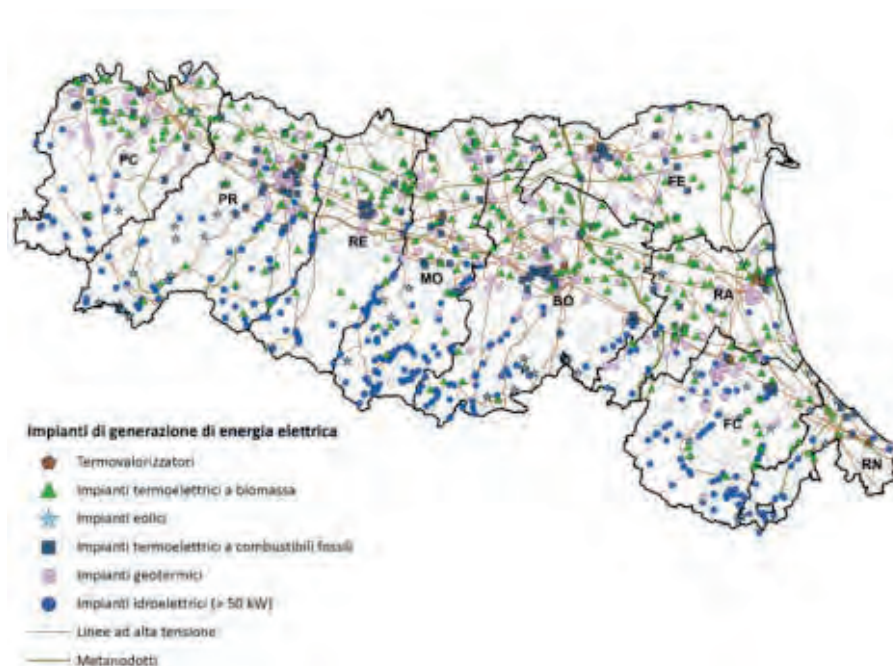 PC
PR
RE
MO
BO
FE
RA
FC
RN
Impianti di generazione di energia elettrica
Termovalorizzatori
Impianti termoelettrici a biomassa
Impianti eolici
Impianti termoelettrici a combustibili fossili
Impianti geotermici
Impianti idroelettrici (> 50 kW)
Linee ad alta tensione
Metanodotti